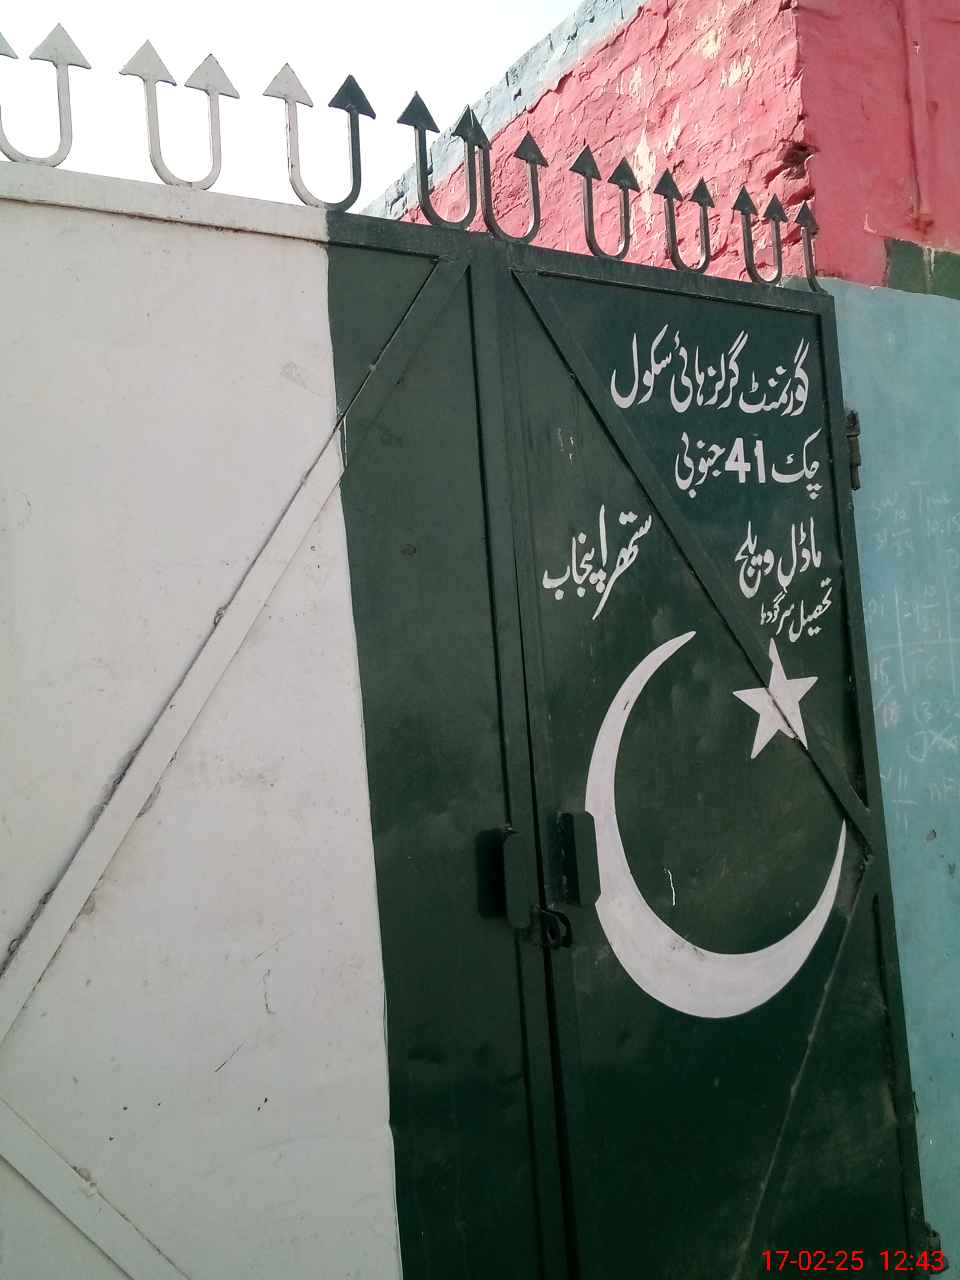 گورنمنٹ گرلز ہائی سکول
چک 41 جنوبی
ماڈل ویلج
تحصیل سرگودہا
ستھرا پنجاب
17-02-25 12:43